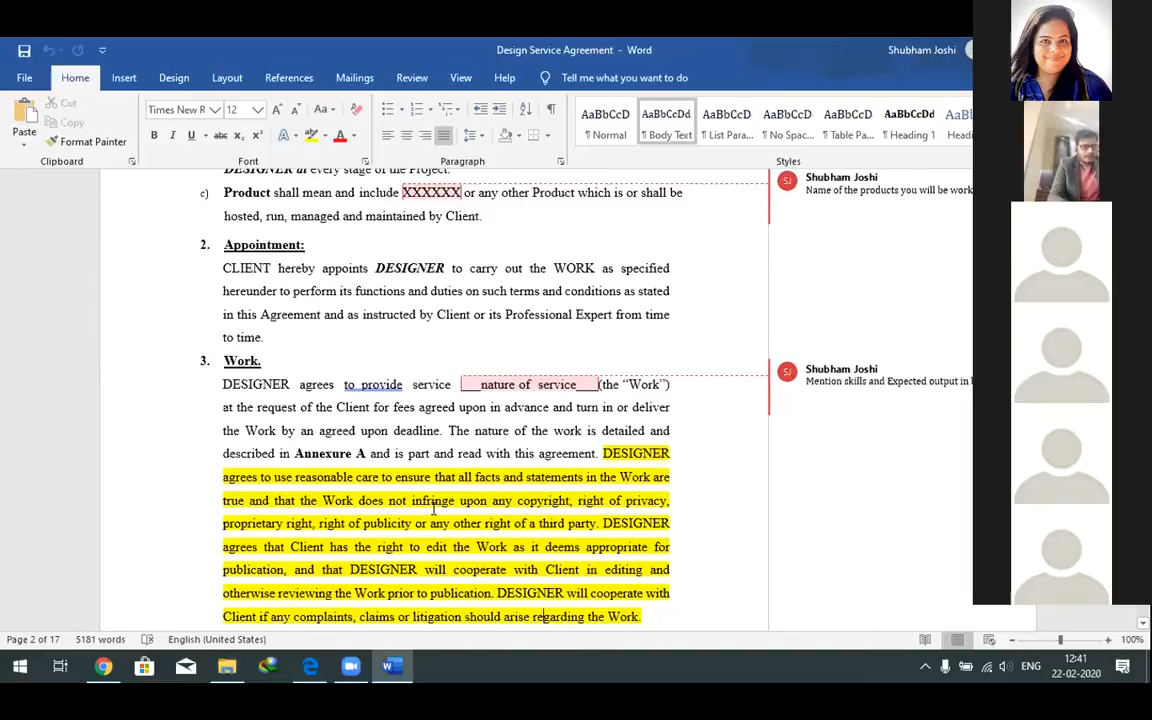 Design Service Agreement - Word
Shubham Joshi
File Home Insert Design Layout References Mailings Review View Help Tell me what you want to do
Paste
Cut
Copy
Format Painter
Clipboard
Times New R 12
Font
Paragraph
AaBbCcD AaBbCcDd AaBbCcD AaBbCcD AaBbCcD AaBbCcD AaBbC
¶ Normal ¶ Body Text ¶ List Para... ¶ No Spac... ¶ Table Pa... ¶ Heading 1 Headi
Styles
DESIGNER at every stage of the Project.
c) Product shall mean and include XXXXXX or any other Product which is or shall be
hosted, run, managed and maintained by Client.
2. Appointment:
CLIENT hereby appoints DESIGNER to carry out the WORK as specified
hereunder to perform its functions and duties on such terms and conditions as stated
in this Agreement and as instructed by Client or its Professional Expert from time
to time.
3. Work.
DESIGNER agrees to provide service ___nature of service___(the “Work”)
at the request of the Client for fees agreed upon in advance and turn in or deliver
the Work by an agreed upon deadline. The nature of the work is detailed and
described in Annexure A and is part and read with this agreement. DESIGNER
agrees to use reasonable care to ensure that all facts and statements in the Work are
true and that the Work does not infringe upon any copyright, right of privacy,
proprietary right, right of publicity or any other right of a third party. DESIGNER
agrees that Client has the right to edit the Work as it deems appropriate for
publication, and that DESIGNER will cooperate with Client in editing and
otherwise reviewing the Work prior to publication. DESIGNER will cooperate with
Client if any complaints, claims or litigation should arise regarding the Work.
SJ Shubham Joshi
Name of the products you will be work
SJ Shubham Joshi
Mention skills and Expected output in
Page 2 of 17 5181 words English (United States) 100%
ENG
12:41
22-02-2020